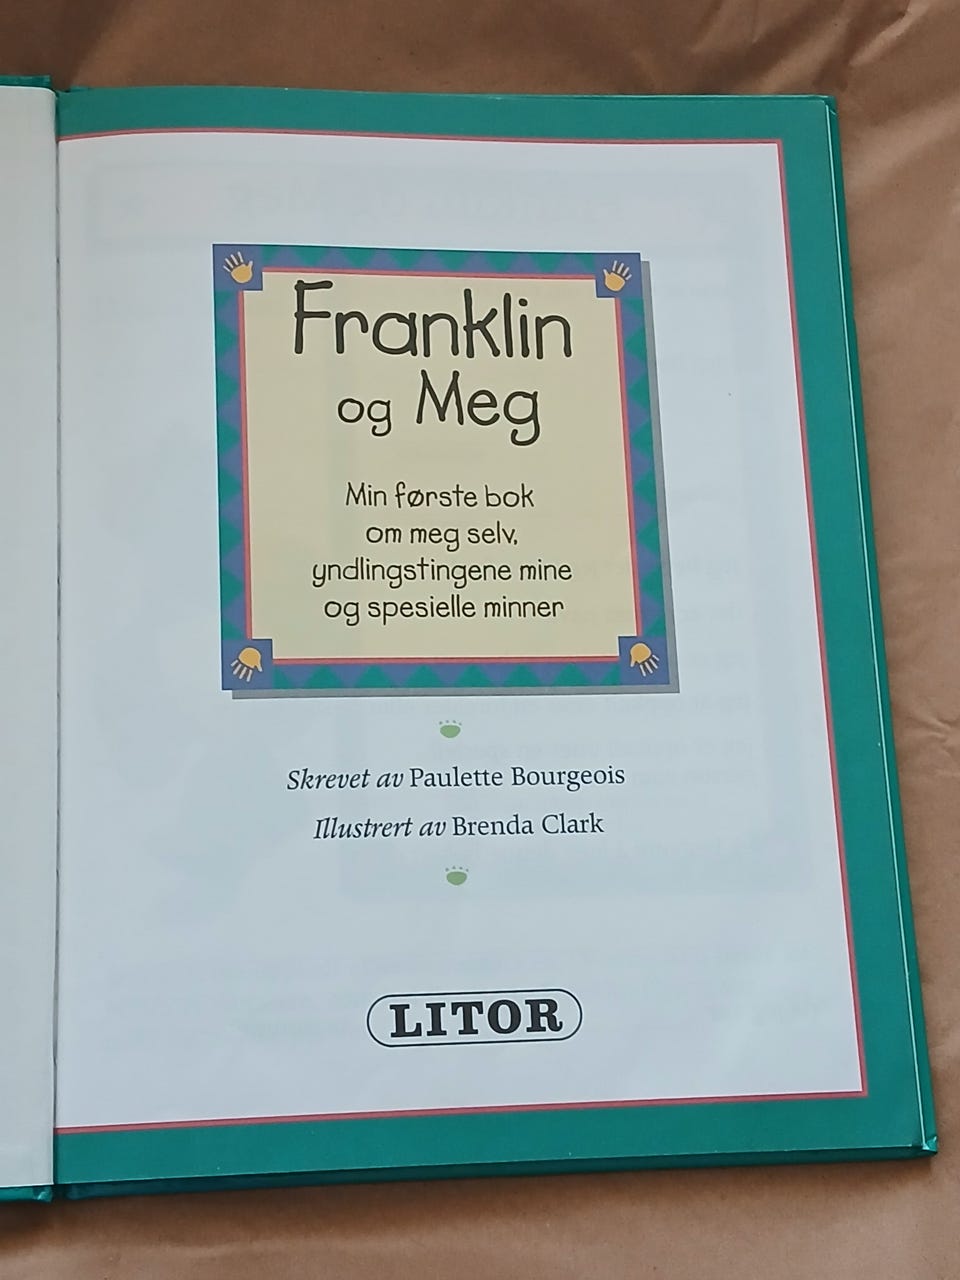 Franklin
og Meg
Min første bok
om meg selv,
yndlingstingene mine
og spesielle minner
Skrevet av Paulette Bourgeois
Illustrert av Brenda Clark
LITOR